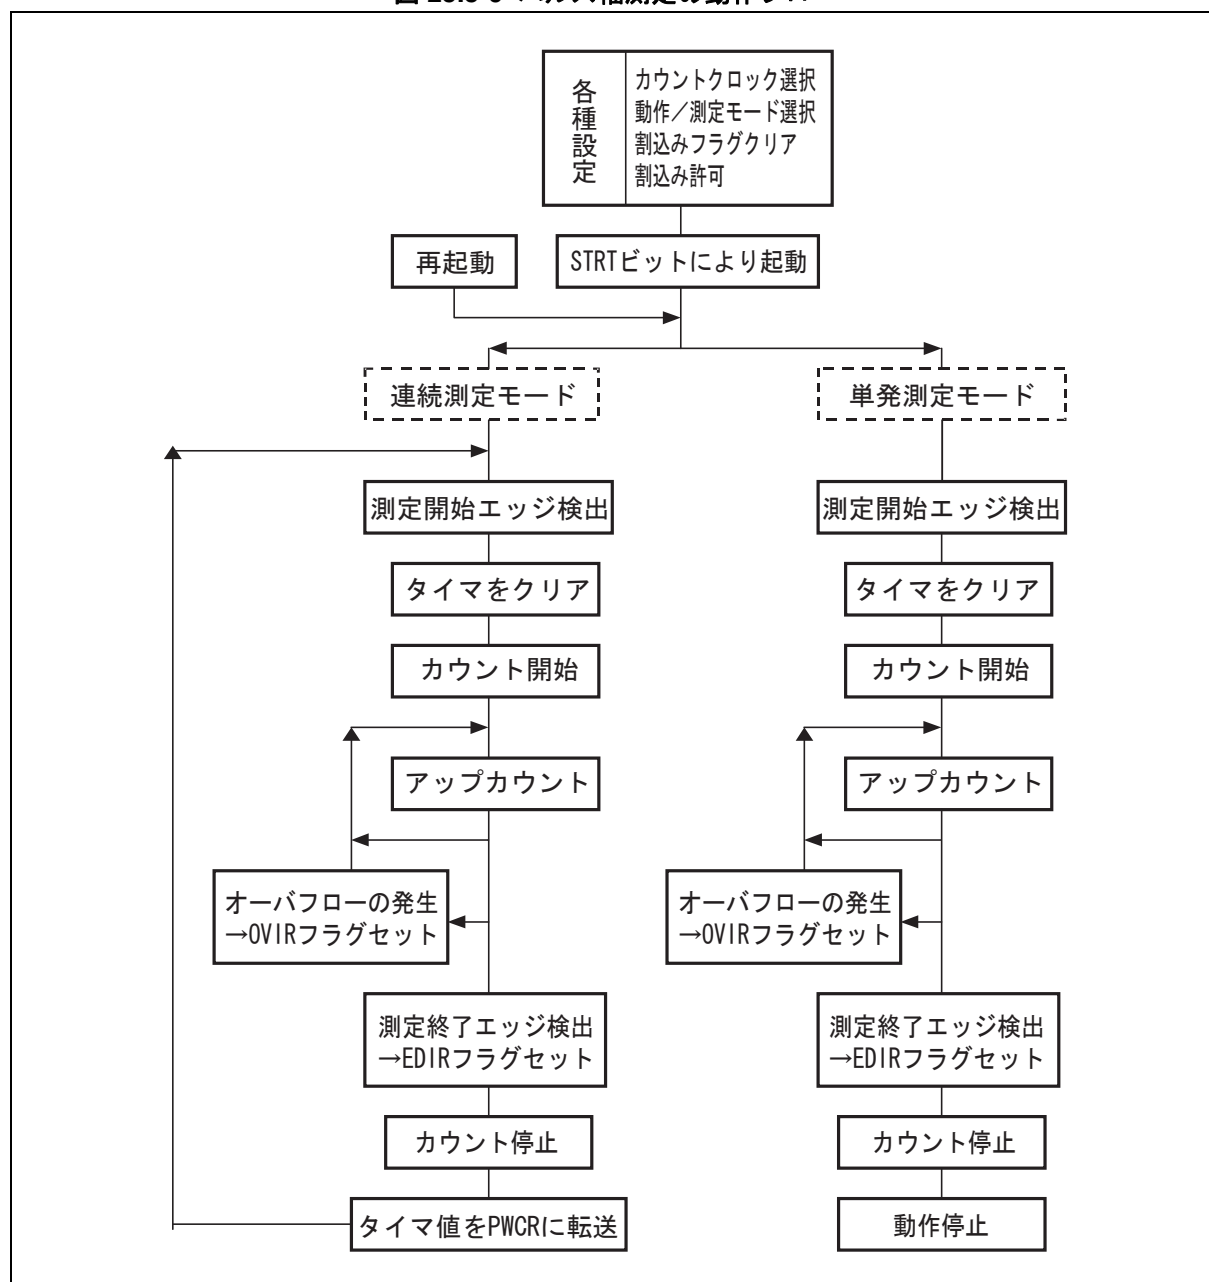 各種設定
カウントクロック選択
動作／測定モード選択
割込みフラグクリア
割込み許可
再起動
STRTビットにより起動
連続測定モード
単発測定モード
測定開始エッジ検出
測定開始エッジ検出
タイマをクリア
タイマをクリア
カウント開始
カウント開始
アップカウント
アップカウント
オーバフローの発生
→OVIRフラグセット
オーバフローの発生
→OVIRフラグセット
測定終了エッジ検出
→EDIRフラグセット
測定終了エッジ検出
→EDIRフラグセット
カウント停止
カウント停止
タイマ値をPWCRに転送
動作停止